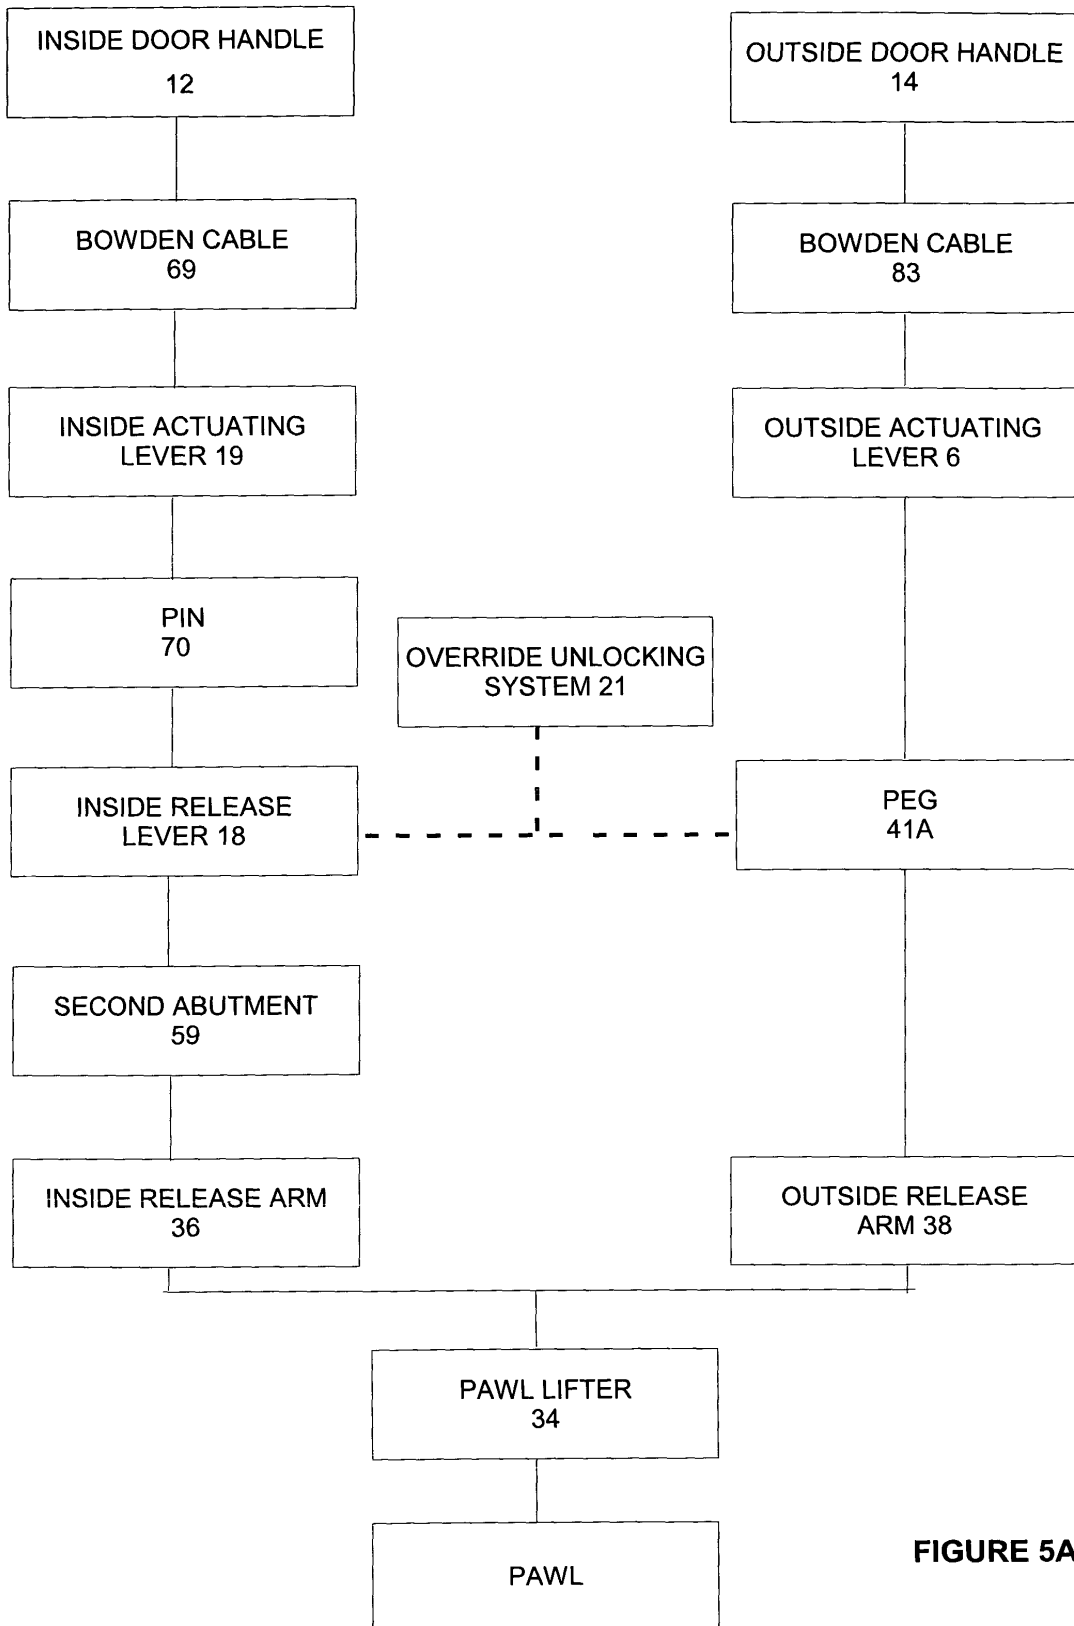 INSIDE DOOR HANDLE
12
OUTSIDE DOOR HANDLE
14
BOWDEN CABLE
69
BOWDEN CABLE
83
INSIDE ACTUATING
LEVER 19
OUTSIDE ACTUATING
LEVER 6
PIN
70
OVERRIDE UNLOCKING
SYSTEM 21
INSIDE RELEASE
LEVER 18
PEG
41A
SECOND ABUTMENT
59
INSIDE RELEASE ARM
36
OUTSIDE RELEASE
ARM 38
PAWL LIFTER
34
PAWL
FIGURE 5A